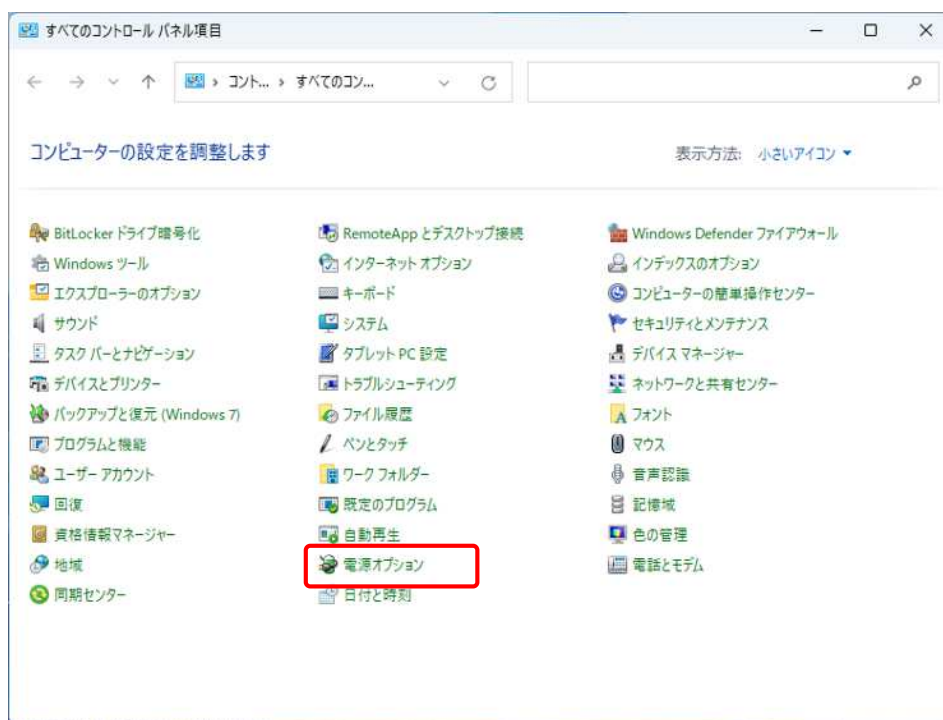 すべてのコントロール パネル項目
コント... › すべてのコン...
コンピューターの設定を調整します
表示方法: 小さいアイコン
BitLocker ドライブ暗号化
RemoteApp とデスクトップ接続
Windows Defender ファイアウォール
Windows ツール
インターネット オプション
インデックスのオプション
エクスプローラーのオプション
キーボード
コンピューターの簡単操作センター
サウンド
システム
セキュリティとメンテナンス
タスク バーとナビゲーション
タブレット PC 設定
デバイス マネージャー
デバイスとプリンター
トラブルシューティング
ネットワークと共有センター
バックアップと復元 (Windows 7)
ファイル履歴
フォント
プログラムと機能
ペンとタッチ
マウス
ユーザー アカウント
ワーク フォルダー
音声認識
回復
既定のプログラム
記憶域
資格情報マネージャー
自動再生
色の管理
地域
電源オプション
電話とモデム
同期センター
日付と時刻